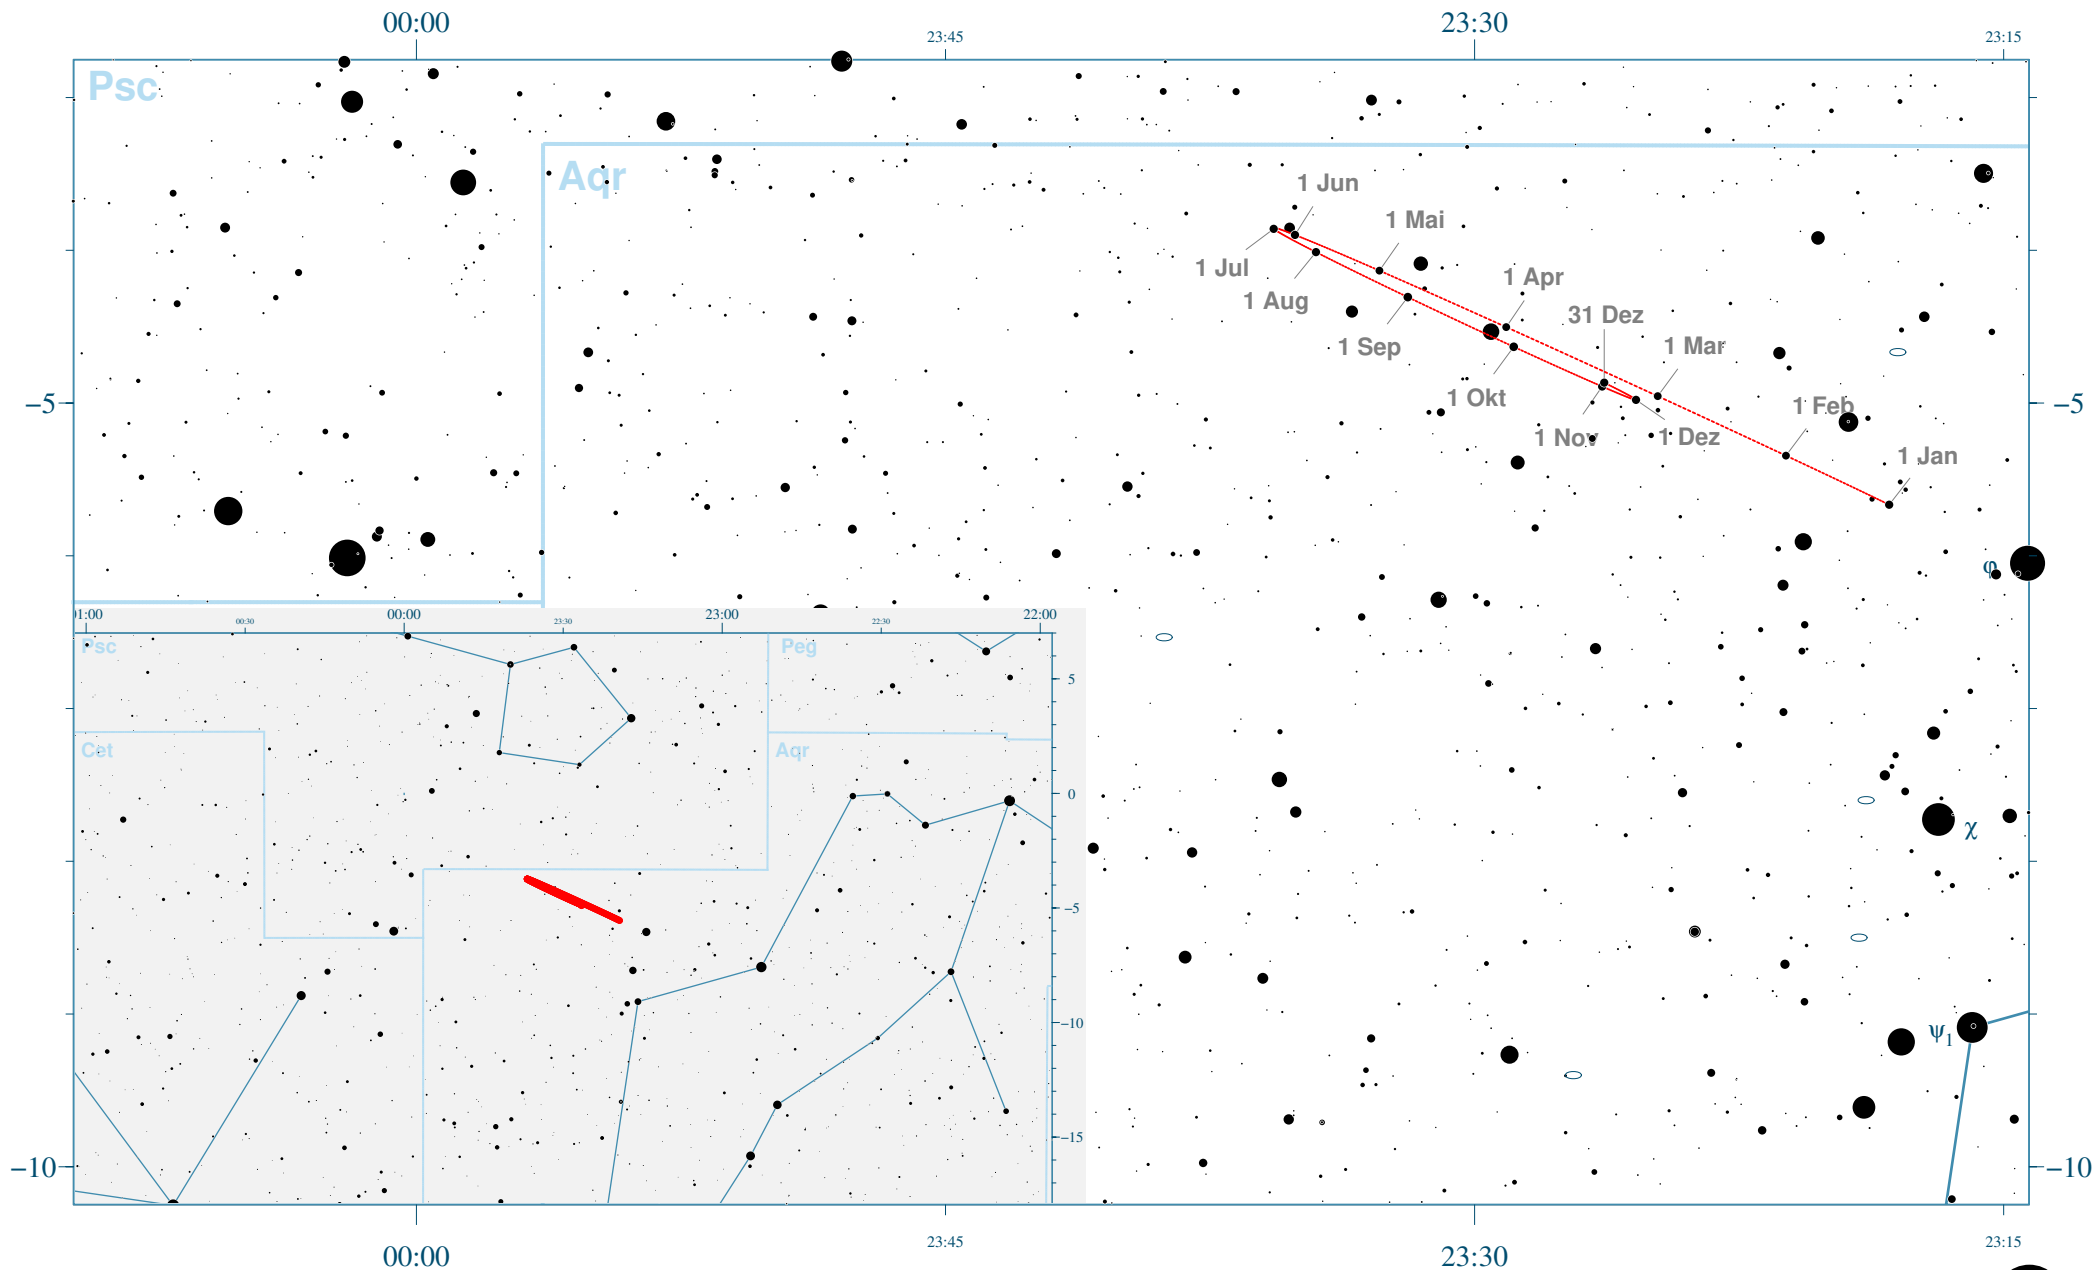 00:00
23:45
23:30
23:15
Psc
Aqr
1 Jun
1 Mai
1 Jul
1 Aug
1 Apr
31 Dez
1 Sep
1 Mar
1 Okt
−5
−5
1 Feb
1 Nov
1 Dez
1 Jan
φ
01:00
00:30
00:00
23:30
23:00
22:30
22:00
Psc
Peg
5
Cet
Aqr
0
χ
−5
−10
ψ1
−15
−10
−10
00:00
23:45
23:30
23:15